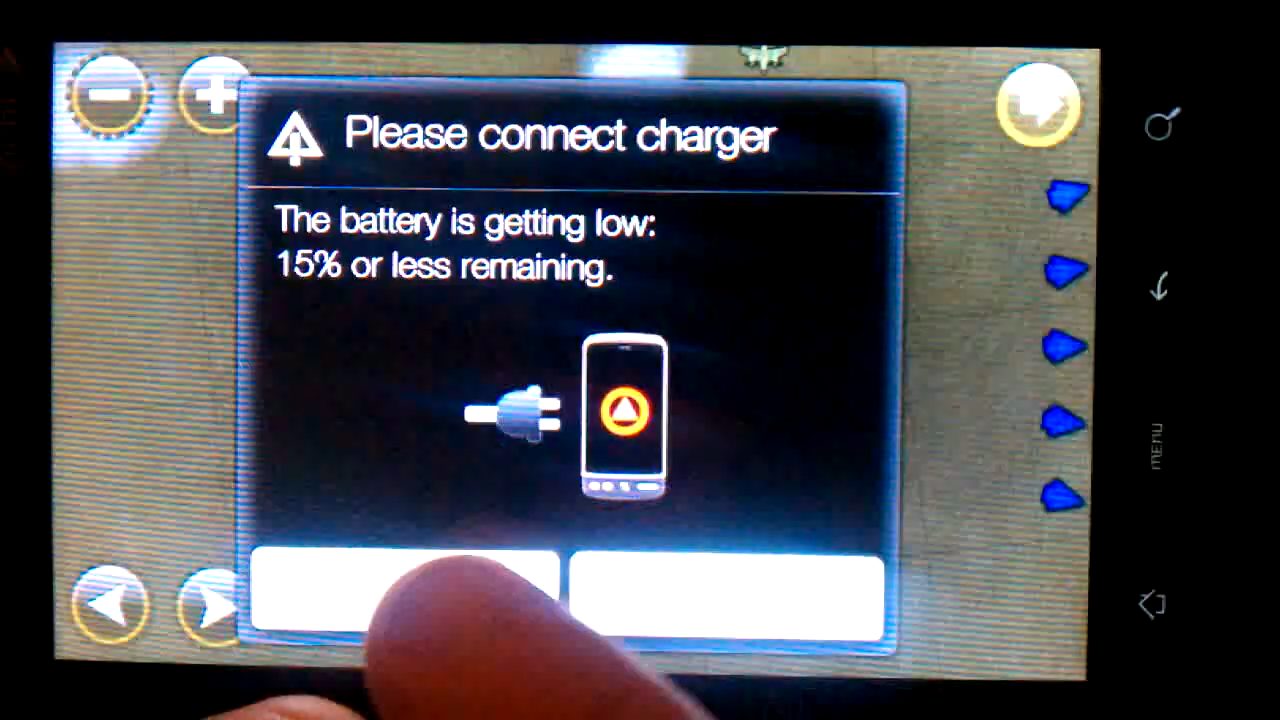 Please connect charger
The battery is getting low:
15% or less remaining.
menu